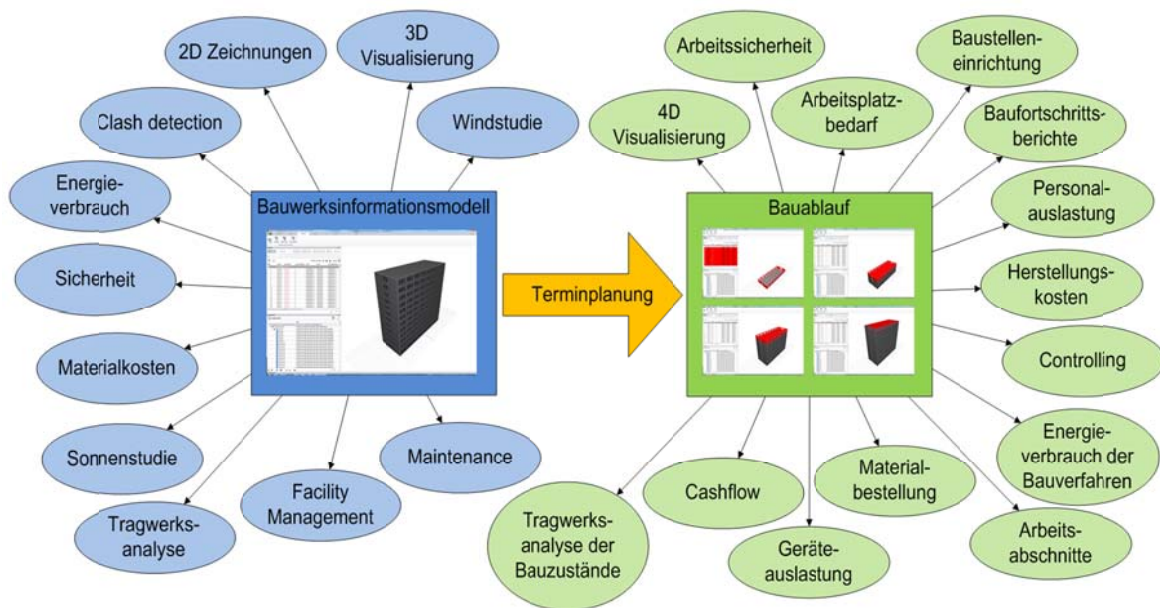 2D Zeichnungen
3D
Visualisierung
Windstudie
Clash detection
Energie-
verbrauch
Sicherheit
Materialkosten
Sonnenstudie
Tragwerks-
analyse
Facility
Management
Maintenance
Bauwerksinformationsmodell
Terminplanung
Bauablauf
Arbeitssicherheit
4D
Visualisierung
Arbeitsplatz-
bedarf
Baustellen-
einrichtung
Baufortschritts-
berichte
Personal-
auslastung
Herstellungs-
kosten
Controlling
Energie-
verbrauch der
Bauverfahren
Arbeits-
abschnitte
Material-
bestellung
Geräte-
auslastung
Cashflow
Tragwerks-
analyse der
Bauzustände